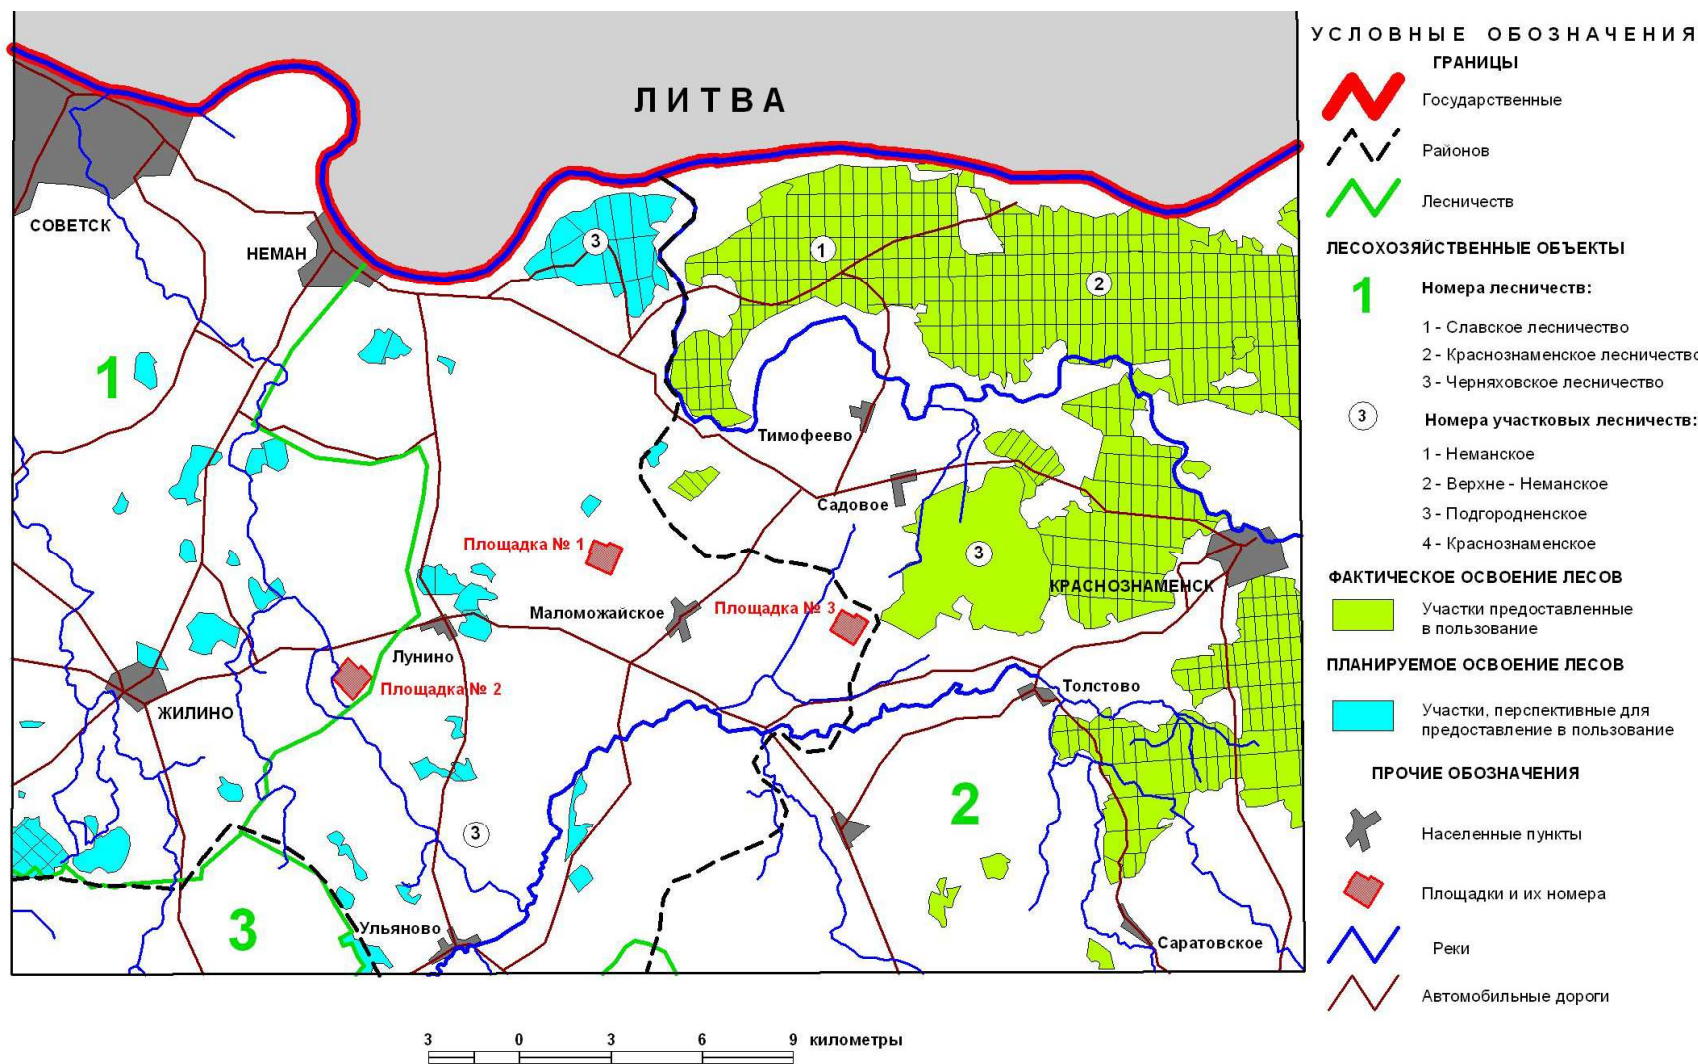 ЛИТВА
СОВЕТСК
НЕМАН
3
1
2
1
Тимофеево
Садовое
Площадка № 1
3
КРАСНОЗНАМЕНСК
Маломожайское
Площадка № 3
Лунино
Площадка № 2
Толстово
ЖИЛИНО
2
3
3
Ульяново
Саратовское
3 0 3 6 9 километры
УСЛОВНЫЕ ОБОЗНАЧЕНИЯ
ГРАНИЦЫ
Государственные
Районов
Лесничеств
ЛЕСОХОЗЯЙСТВЕННЫЕ ОБЪЕКТЫ
1 Номера лесничеств:
1 - Славское лесничество
2 - Краснознаменское лесничество
3 - Черняховское лесничество
3 Номера участковых лесничеств:
1 - Неманское
2 - Верхне - Неманское
3 - Подгородненское
4 - Краснознаменское
ФАКТИЧЕСКОЕ ОСВОЕНИЕ ЛЕСОВ
Участки предоставленные
в пользование
ПЛАНИРУЕМОЕ ОСВОЕНИЕ ЛЕСОВ
Участки, перспективные для
предоставление в пользование
ПРОЧИЕ ОБОЗНАЧЕНИЯ
Населенные пункты
Площадки и их номера
Реки
Автомобильные дороги